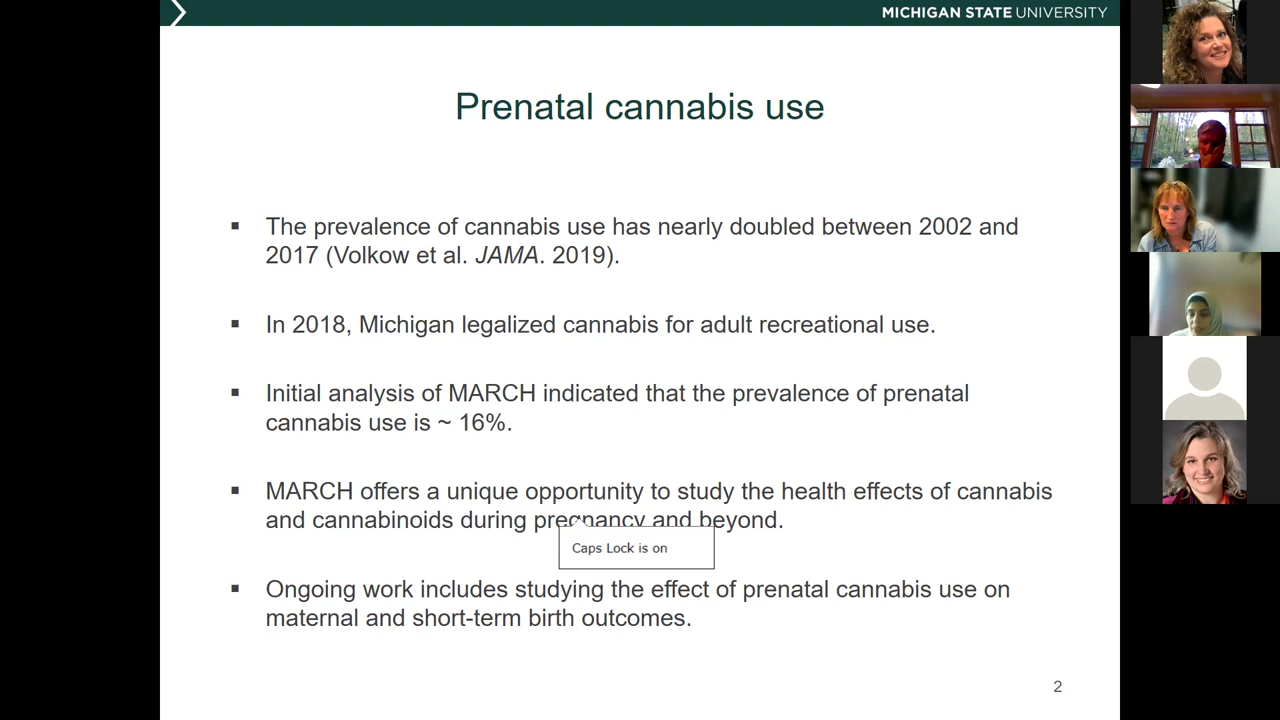 MICHIGAN STATE UNIVERSITY
Prenatal cannabis use
▪ The prevalence of cannabis use has nearly doubled between 2002 and
2017 (Volkow et al. JAMA. 2019).
▪ In 2018, Michigan legalized cannabis for adult recreational use.
▪ Initial analysis of MARCH indicated that the prevalence of prenatal
cannabis use is ~ 16%.
▪ MARCH offers a unique opportunity to study the health effects of cannabis
and cannabinoids during pregnancy and beyond.
Caps Lock is on
▪ Ongoing work includes studying the effect of prenatal cannabis use on
maternal and short-term birth outcomes.
2